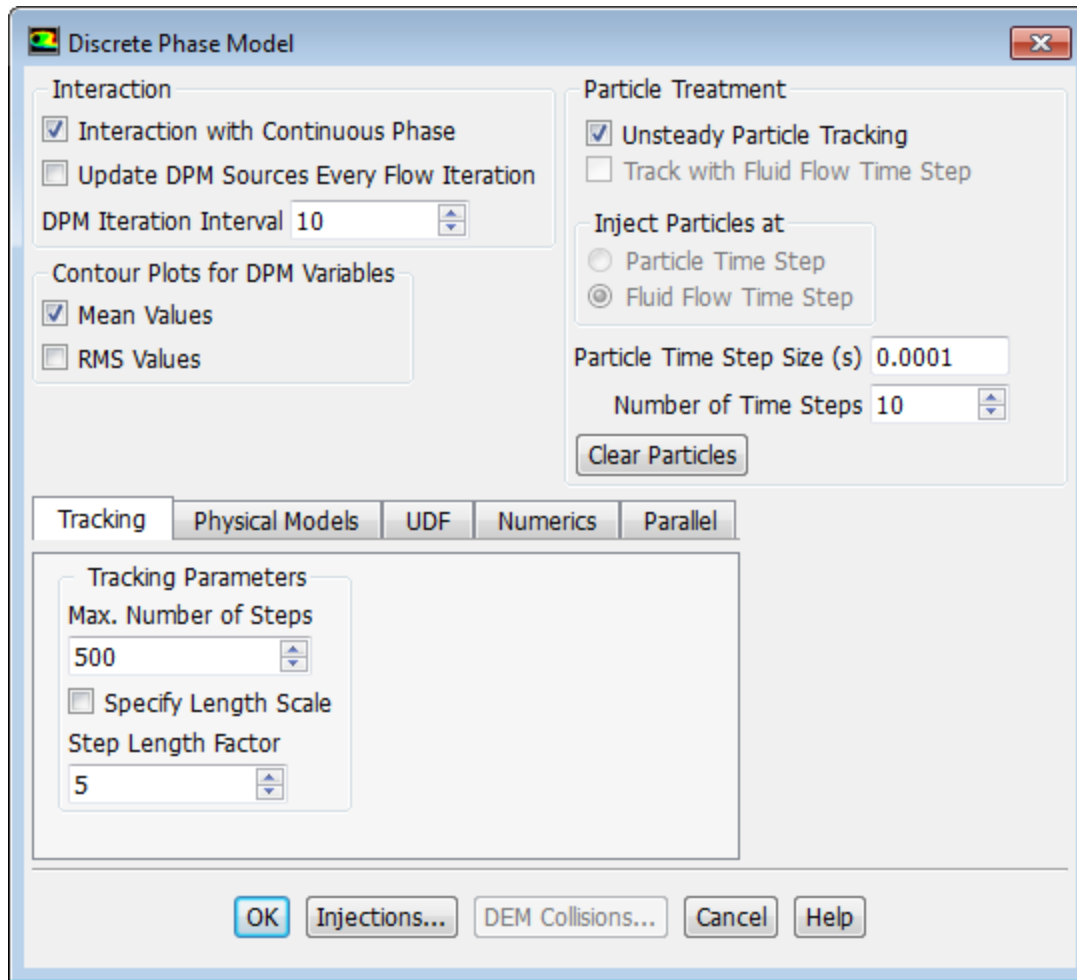 Discrete Phase Model
Interaction
Interaction with Continuous Phase
Update DPM Sources Every Flow Iteration
DPM Iteration Interval 10
Contour Plots for DPM Variables
Mean Values
RMS Values
Particle Treatment
Unsteady Particle Tracking
Track with Fluid Flow Time Step
Inject Particles at
Particle Time Step
Fluid Flow Time Step
Particle Time Step Size (s) 0.0001
Number of Time Steps 10
Clear Particles
Tracking Physical Models UDF Numerics Parallel
Tracking Parameters
Max. Number of Steps
500
Specify Length Scale
Step Length Factor
5
OK Injections... DEM Collisions... Cancel Help